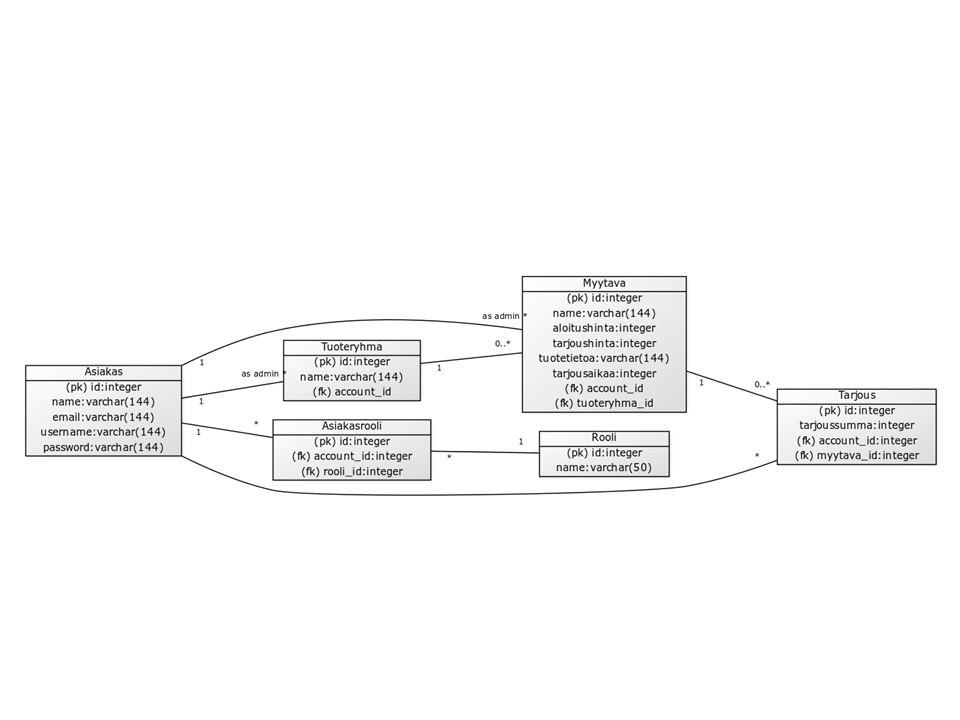 Myytava
(pk) id:integer
name:varchar(144)
aloitushinta:integer
tarjoushinta:integer
tuotetietoa:varchar(144)
tarjousaikaa:integer
(fk) account_id
(fk) tuoteryhma_id
as admin *
0..*
1
Tuoteryhma
(pk) id:integer
name:varchar(144)
(fk) account_id
1
as admin *
1
Asiakas
(pk) id:integer
name:varchar(144)
email:varchar(144)
username:varchar(144)
password:varchar(144)
1
1
*
Asiakasrooli
(pk) id:integer
(fk) account_id:integer
(fk) rooli_id:integer
*
1
Rooli
(pk) id:integer
name:varchar(50)
0..*
Tarjous
(pk) id:integer
tarjoussumma:integer
(fk) account_id:integer
(fk) myytava_id:integer
*